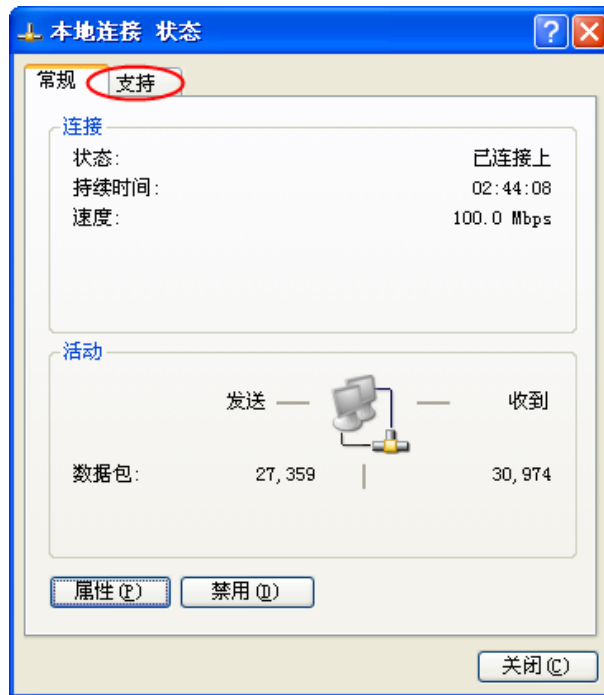 本地连接 状态
常规 支持
连接
状态: 已连接上
持续时间: 02:44:08
速度: 100.0 Mbps
活动
发送 收到
数据包: 27,359 30,974
属性(P) 禁用(D)
关闭(C)